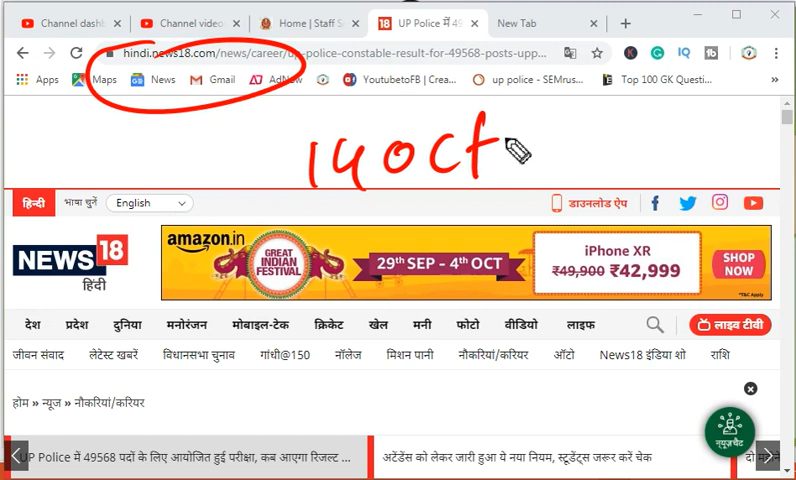 Channel dashb
Channel video
Home | Staff S
18 UP Police में 4
New Tab
hindi.news18.com/news/career/up-police-constable-result-for-49568-posts-upp...
Apps Maps News Gmail AdNow YoutubetoFB | Crea... up police - SEMrus... Top 100 GK Questi...
14 oct
हिन्दी भाषा चुनें English डाउनलोड ऐप
NEWS 18
हिंदी
amazon.in
GREAT
INDIAN
FESTIVAL
29TH SEP - 4TH OCT
iPhone XR
₹49,900 ₹42,999
SHOP
NOW
*T&C Apply
देश प्रदेश दुनिया मनोरंजन मोबाइल-टेक क्रिकेट खेल मनी फोटो वीडियो लाइफ लाइव टीवी
जीवन संवाद लेटेस्ट खबरें विधानसभा चुनाव गांधी@150 नॉलेज मिशन पानी नौकरियां/करियर ऑटो News18 इंडिया शो राशि
होम » न्यूज » नौकरियां/करियर
न्यूज़चैट
UP Police में 49568 पदों के लिए आयोजित हुई परीक्षा, कब आएगा रिजल्ट ...
अटेंडेंस को लेकर जारी हुआ ये नया नियम, स्टूडेंट्स जरूर करें चेक